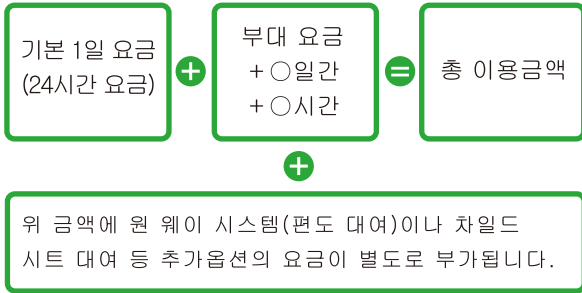 기본 1일 요금
(24시간 요금)
+
부대 요금
+○일간
+○시간
=
총 이용금액
+
위 금액에 원 웨이 시스템(편도 대여)이나 차일드
시트 대여 등 추가옵션의 요금이 별도로 부가됩니다.